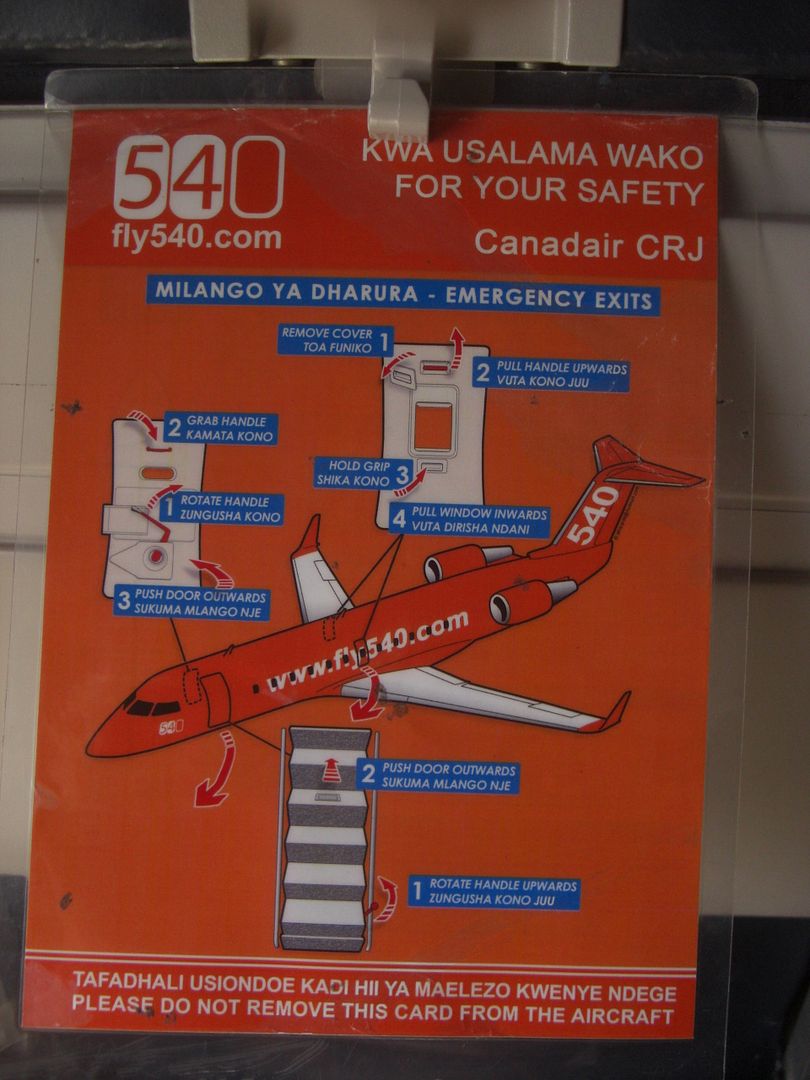 540
fly540.com
KWA USALAMA WAKO
FOR YOUR SAFETY
Canadair CRJ
MILANGO YA DHARURA - EMERGENCY EXITS
REMOVE COVER
TOA FUNIKO
1
2
PULL HANDLE UPWARDS
VUTA KONO JUU
2
GRAB HANDLE
KAMATA KONO
HOLD GRIP
SHIKA KONO
3
1
ROTATE HANDLE
ZUNGUSHA KONO
4
PULL WINDOW INWARDS
VUTA DIRISHA NDANI
3
PUSH DOOR OUTWARDS
SUKUMA MLANGO NJE
540
www.fly540.com
540
2
PUSH DOOR OUTWARDS
SUKUMA MLANGO NJE
1
ROTATE HANDLE UPWARDS
ZUNGUSHA KONO JUU
TAFADHALI USIONDOE KADI HII YA MAELEZO KWENYE NDEGE
PLEASE DO NOT REMOVE THIS CARD FROM THE AIRCRAFT